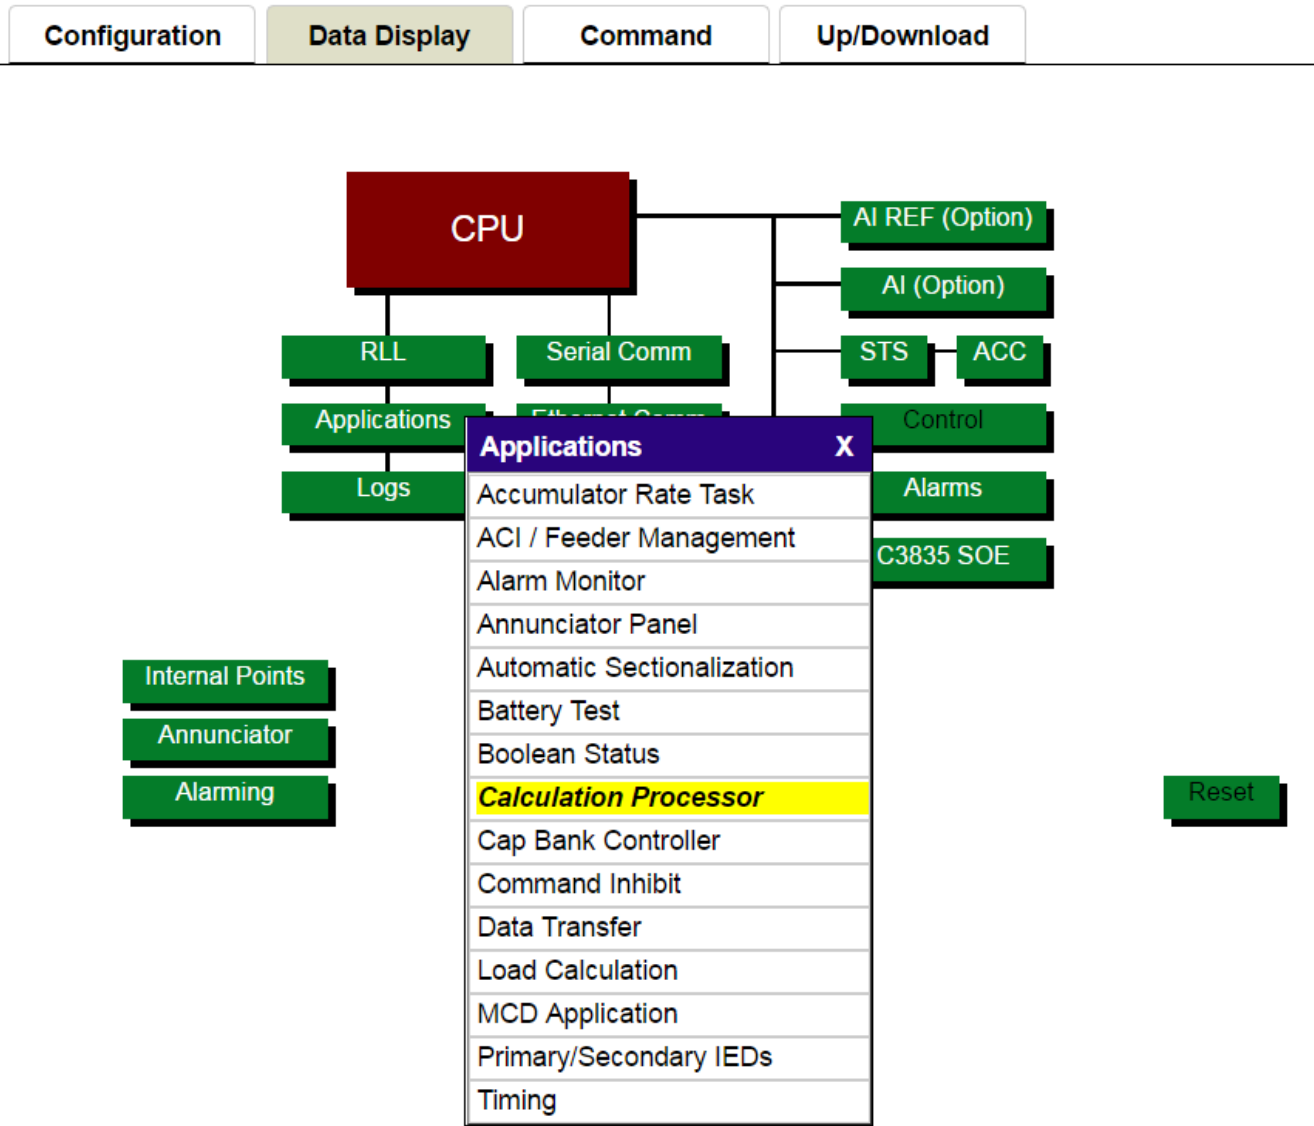 Configuration
Data Display
Command
Up/Download
CPU
AI REF (Option)
AI (Option)
RLL
Serial Comm
STS
ACC
Applications
Ethernet Comm
Control
Logs
Alarms
C3835 SOE
Applications X
Accumulator Rate Task
ACI / Feeder Management
Alarm Monitor
Annunciator Panel
Automatic Sectionalization
Battery Test
Boolean Status
Calculation Processor
Cap Bank Controller
Command Inhibit
Data Transfer
Load Calculation
MCD Application
Primary/Secondary IEDs
Timing
Internal Points
Annunciator
Alarming
Reset